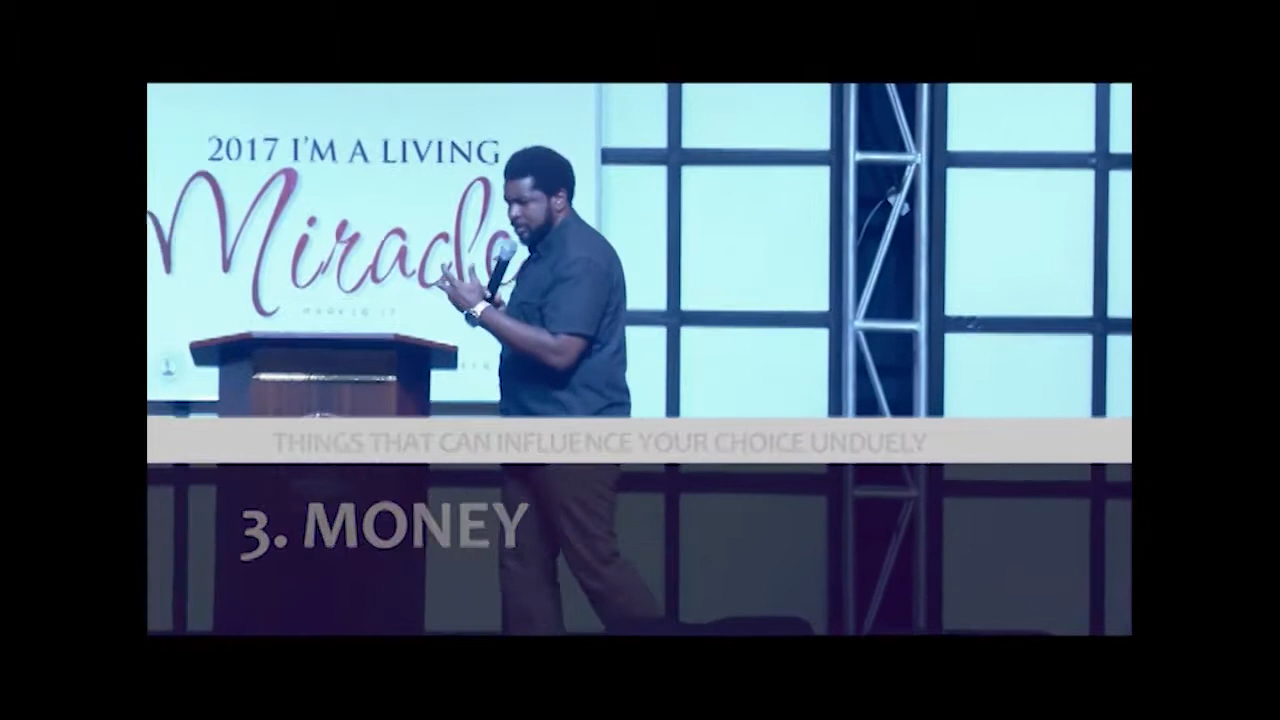 2017 I'M A LIVING
Miracle
THINGS THAT CAN INFLUENCE YOUR CHOICE UNDUELY
3. MONEY